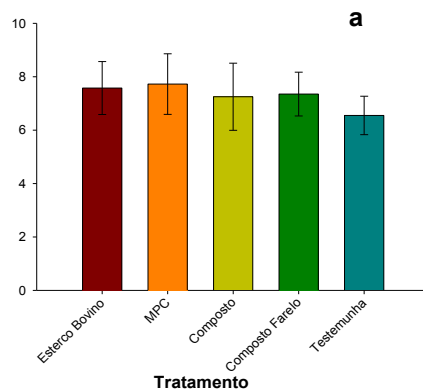 a
10
8
6
4
2
0
Esterco Bovino
MPC
Composto
Composto Farelo
Testemunha
Tratamento